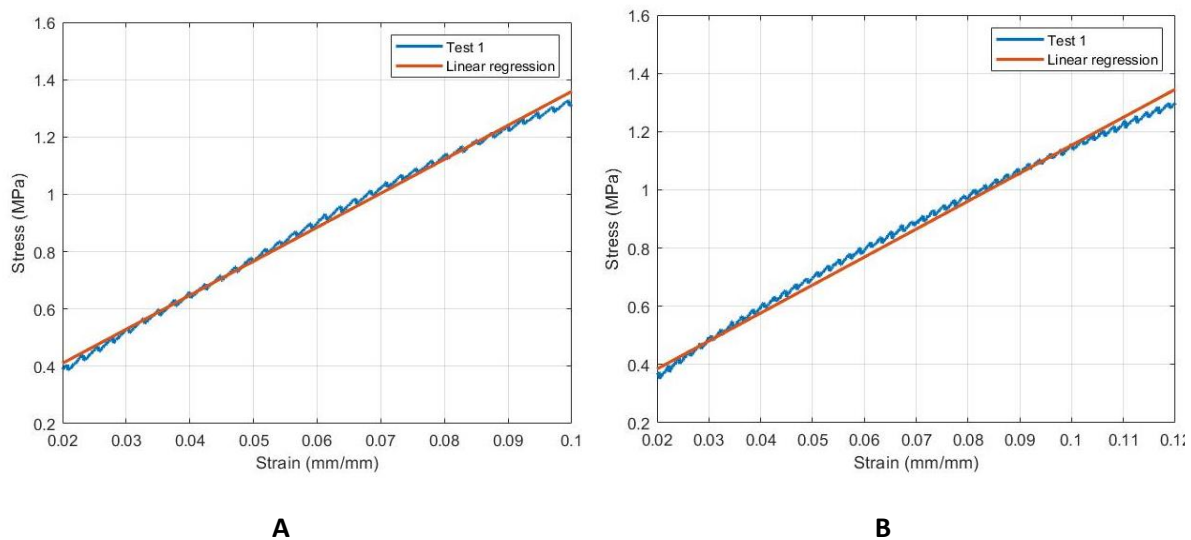 1.6
1.4
1.2
1
0.8
0.6
0.4
0.2
Stress (MPa)
Test 1
Linear regression
0.02 0.03 0.04 0.05 0.06 0.07 0.08 0.09 0.1
Strain (mm/mm)
A
1.6
1.4
1.2
1
0.8
0.6
0.4
0.2
Stress (MPa)
Test 1
Linear regression
0.02 0.03 0.04 0.05 0.06 0.07 0.08 0.09 0.1 0.11 0.12
Strain (mm/mm)
B